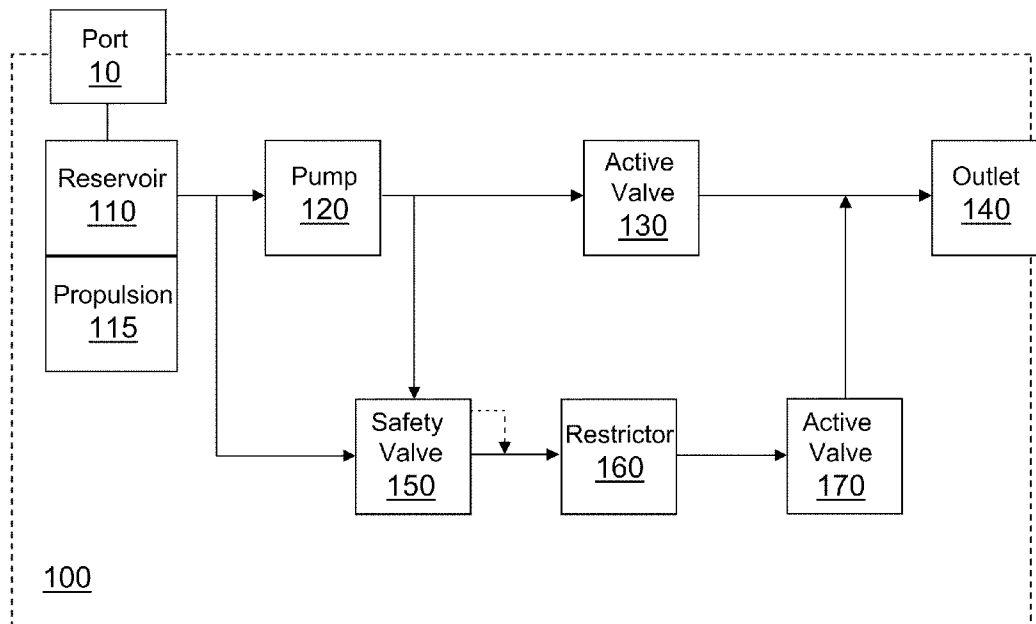 Port
10
Reservoir
110
Propulsion
115
Pump
120
Active
Valve
130
Outlet
140
Safety
Valve
150
Restrictor
160
Active
Valve
170
100